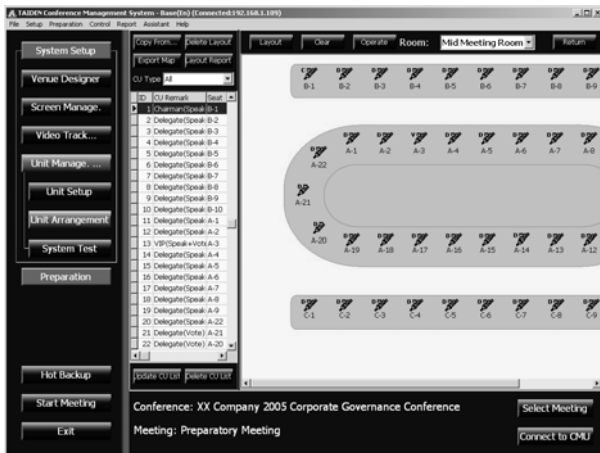 TAIDEN Conference Management System - Base(En) (Connected:192.168.1.109)
File Setup Preparation Control Report Assistant Help
System Setup
Venue Designer
Screen Manage.
Video Track...
Unit Manage. ...
Unit Setup
Unit Arrangement
System Test
Preparation
Hot Backup
Start Meeting
Exit
Copy From... Delete Layout
Export Map Layout Report
CU Type All
ID CU Remark Seat
1 Chairman(Speak B-1
2 Delegate(Speak B-2
3 Delegate(Speak B-3
4 Delegate(Speak B-4
5 Delegate(Speak B-5
6 Delegate(Speak B-6
7 Delegate(Speak B-7
8 Delegate(Speak B-8
9 Delegate(Speak B-9
10 Delegate(Speak B-10
11 Delegate(Speak A-1
12 Delegate(Speak A-2
13 VIP(Speak+Vote A-3
14 Delegate(Speak A-4
15 Delegate(Speak A-5
16 Delegate(Speak A-6
17 Delegate(Speak A-7
18 Delegate(Speak A-8
19 Delegate(Speak A-9
20 Delegate(Speak A-22
21 Delegate(Vote) A-21
22 Delegate(Vote) A-20
Update CU List Delete CU List
Layout Clear Operate Room: Mid Meeting Room Return
B-1 B-2 B-3 B-4 B-5 B-6 B-7 B-8 B-9
A-22 A-1 A-2 A-3 A-4 A-5 A-6 A-7 A-8
A-21
A-20 A-19 A-18 A-17 A-16 A-15 A-14 A-13 A-12
C-1 C-2 C-3 C-4 C-5 C-6 C-7 C-8 C-9
Conference: XX Company 2005 Corporate Governance Conference
Meeting: Preparatory Meeting
Select Meeting
Connect to CMU